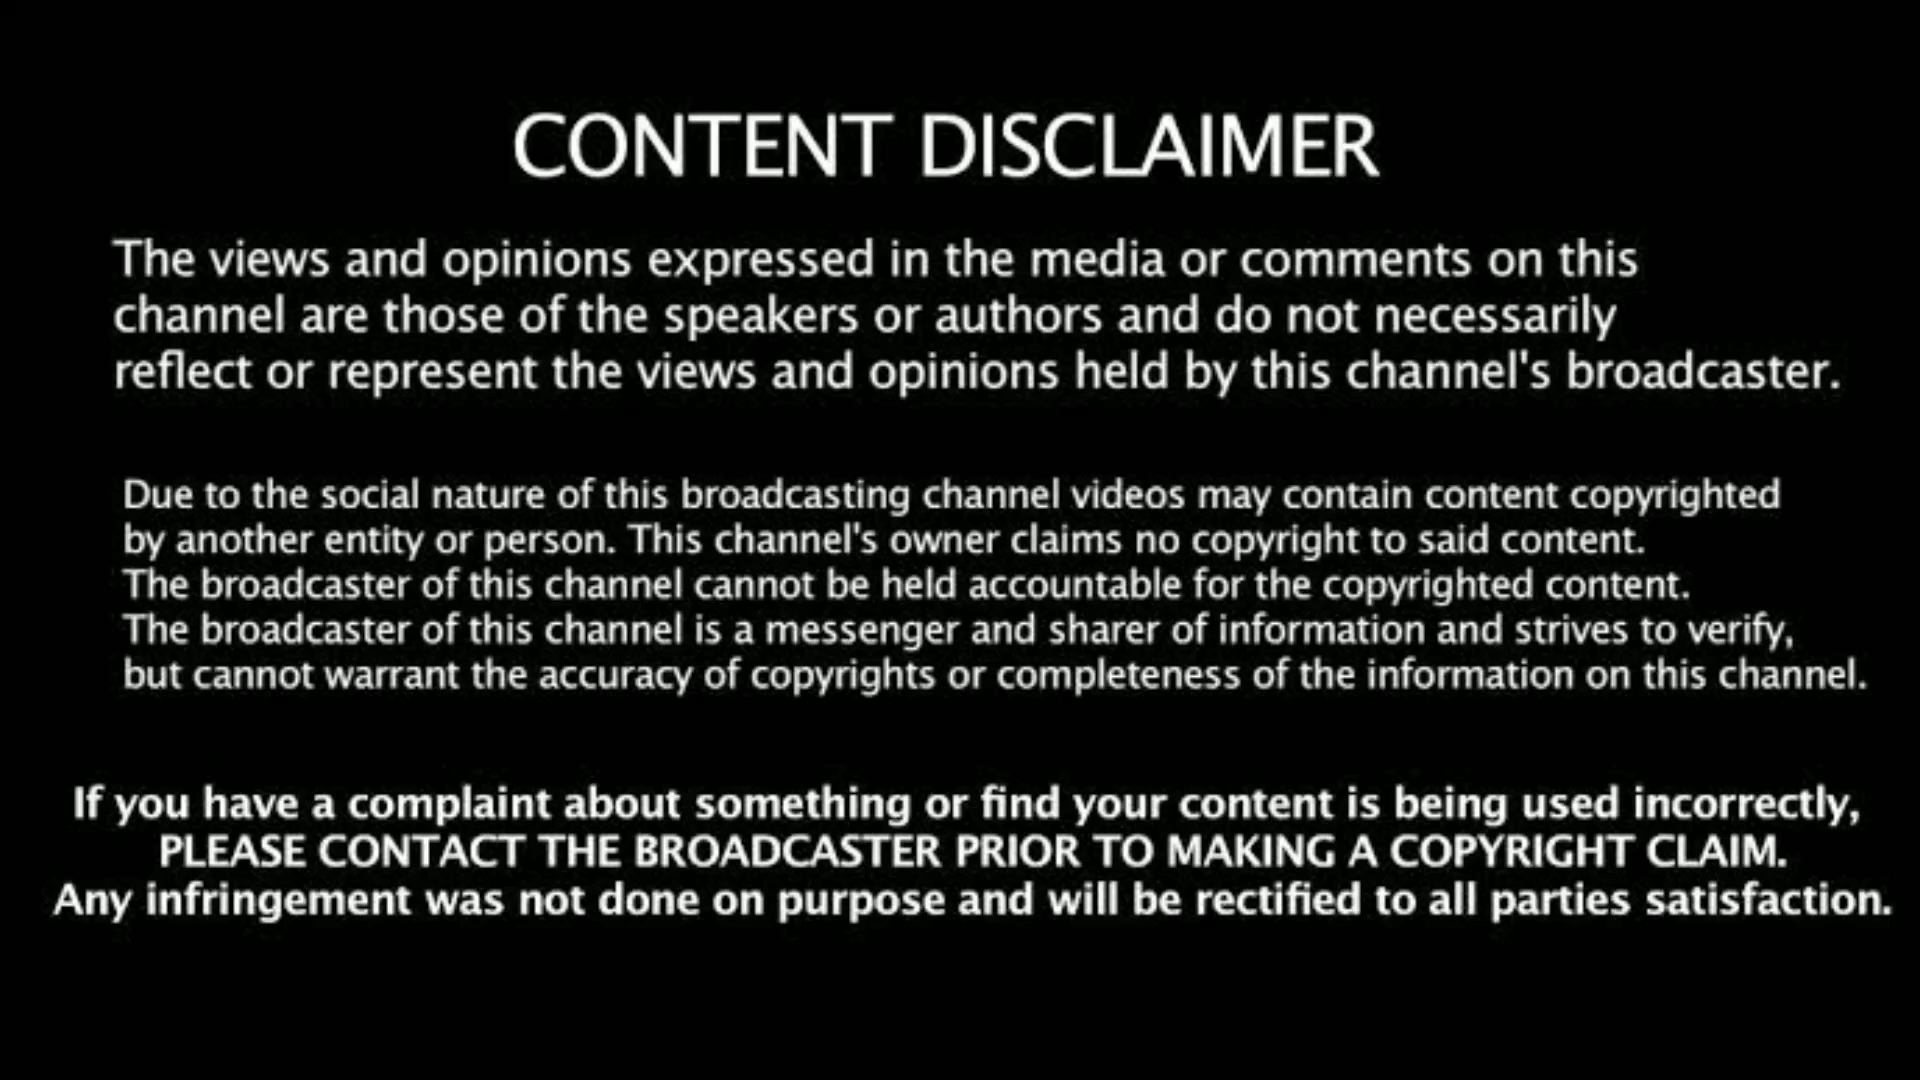 CONTENT DISCLAIMER
The views and opinions expressed in the media or comments on this
channel are those of the speakers or authors and do not necessarily
reflect or represent the views and opinions held by this channel's broadcaster.
Due to the social nature of this broadcasting channel videos may contain content copyrighted
by another entity or person. This channel's owner claims no copyright to said content.
The broadcaster of this channel cannot be held accountable for the copyrighted content.
The broadcaster of this channel is a messenger and sharer of information and strives to verify,
but cannot warrant the accuracy of copyrights or completeness of the information on this channel.
If you have a complaint about something or find your content is being used incorrectly,
PLEASE CONTACT THE BROADCASTER PRIOR TO MAKING A COPYRIGHT CLAIM.
Any infringement was not done on purpose and will be rectified to all parties satisfaction.